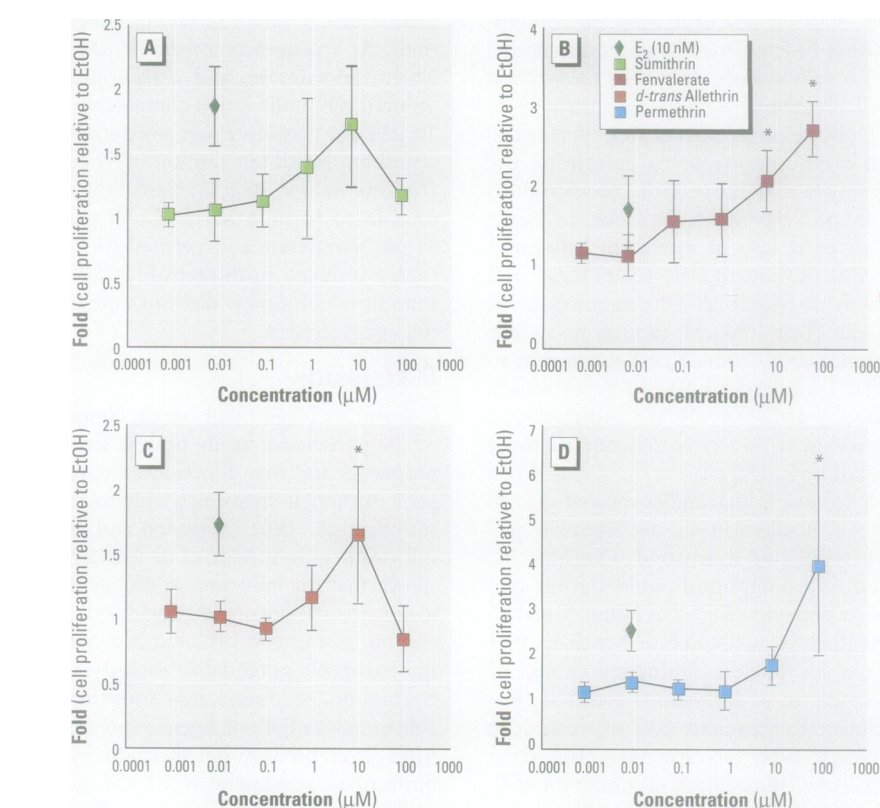 A
Fold (cell proliferation relative to EtOH)
2.5
2
1.5
1
0.5
0
0.0001 0.001 0.01 0.1 1 10 100 1000
Concentration (µM)
B
E2 (10 nM)
Sumithrin
Fenvalerate
d-trans Allethrin
Permethrin
Fold (cell proliferation relative to EtOH)
4
3
2
1
0
* *
0.0001 0.001 0.01 0.1 1 10 100 1000
Concentration (µM)
C
Fold (cell proliferation relative to EtOH)
2.5
2
1.5
1
0.5
0
*
0.0001 0.001 0.01 0.1 1 10 100 1000
Concentration (µM)
D
Fold (cell proliferation relative to EtOH)
7
6
5
4
3
2
1
0
*
0.0001 0.001 0.01 0.1 1 10 100 1000
Concentration (µM)